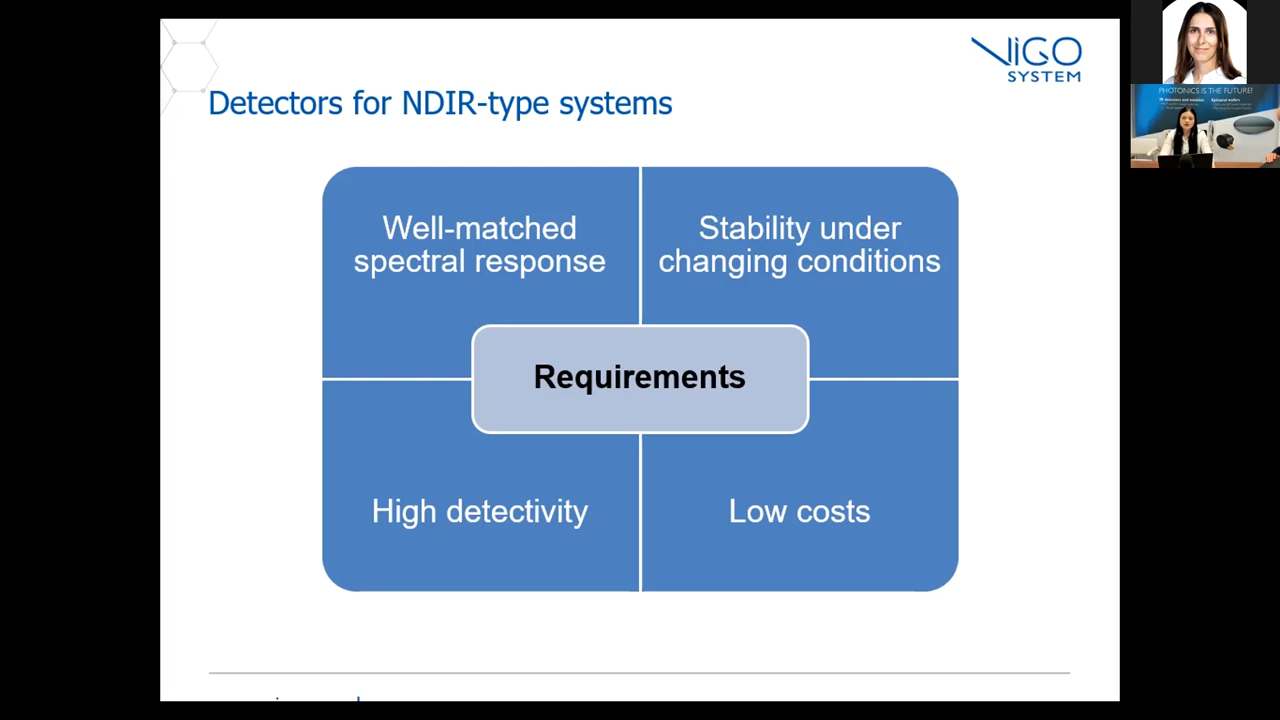 VIGO
SYSTEM
Detectors for NDIR-type systems
Well-matched
spectral response
Stability under
changing conditions
Requirements
High detectivity
Low costs
PHOTONICS IS THE FUTURE!